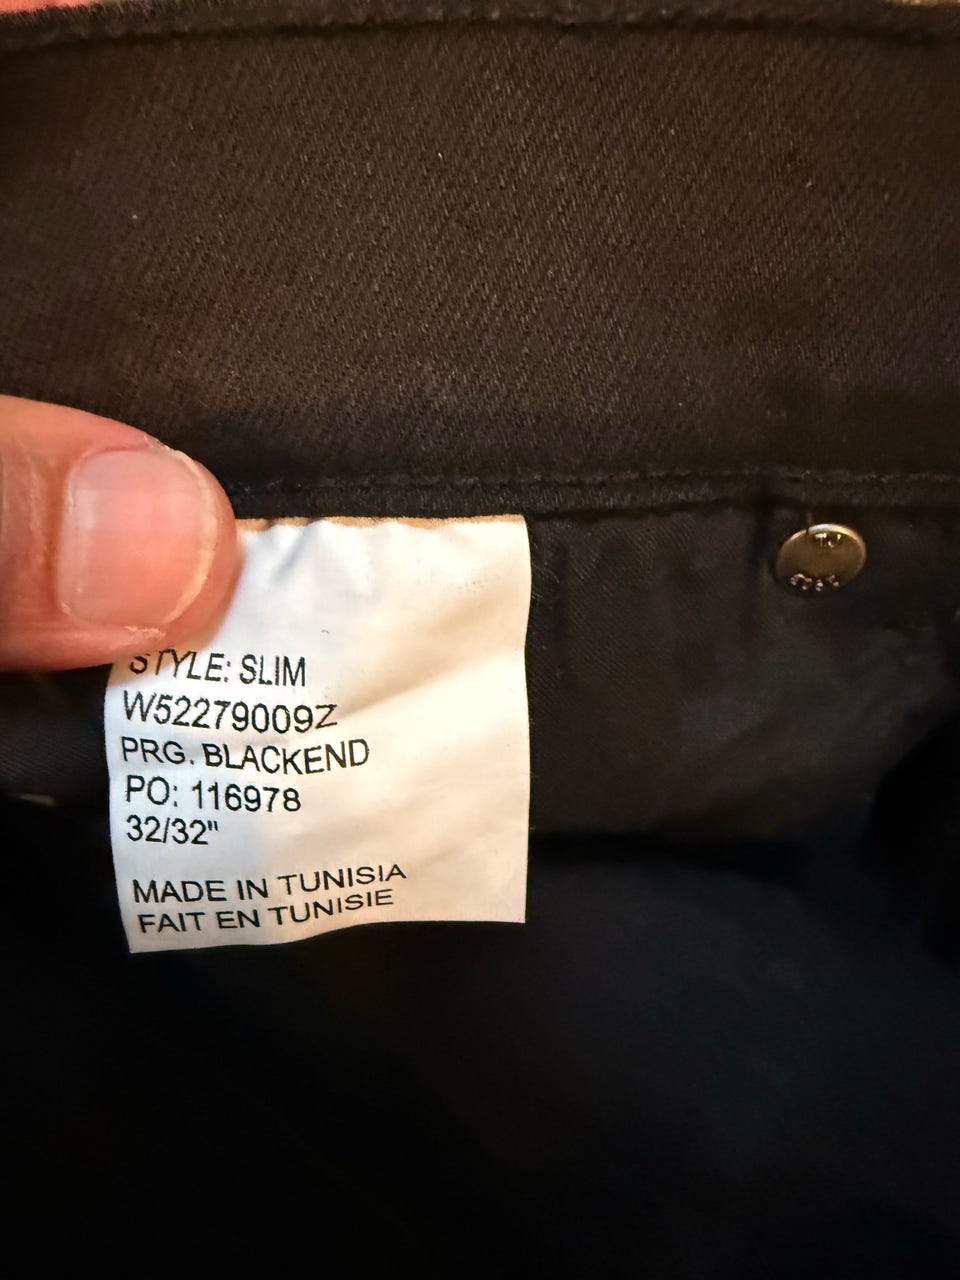 STYLE: SLIM
W52279009Z
PRG. BLACKEND
PO: 116978
32/32"
MADE IN TUNISIA
FAIT EN TUNISIE